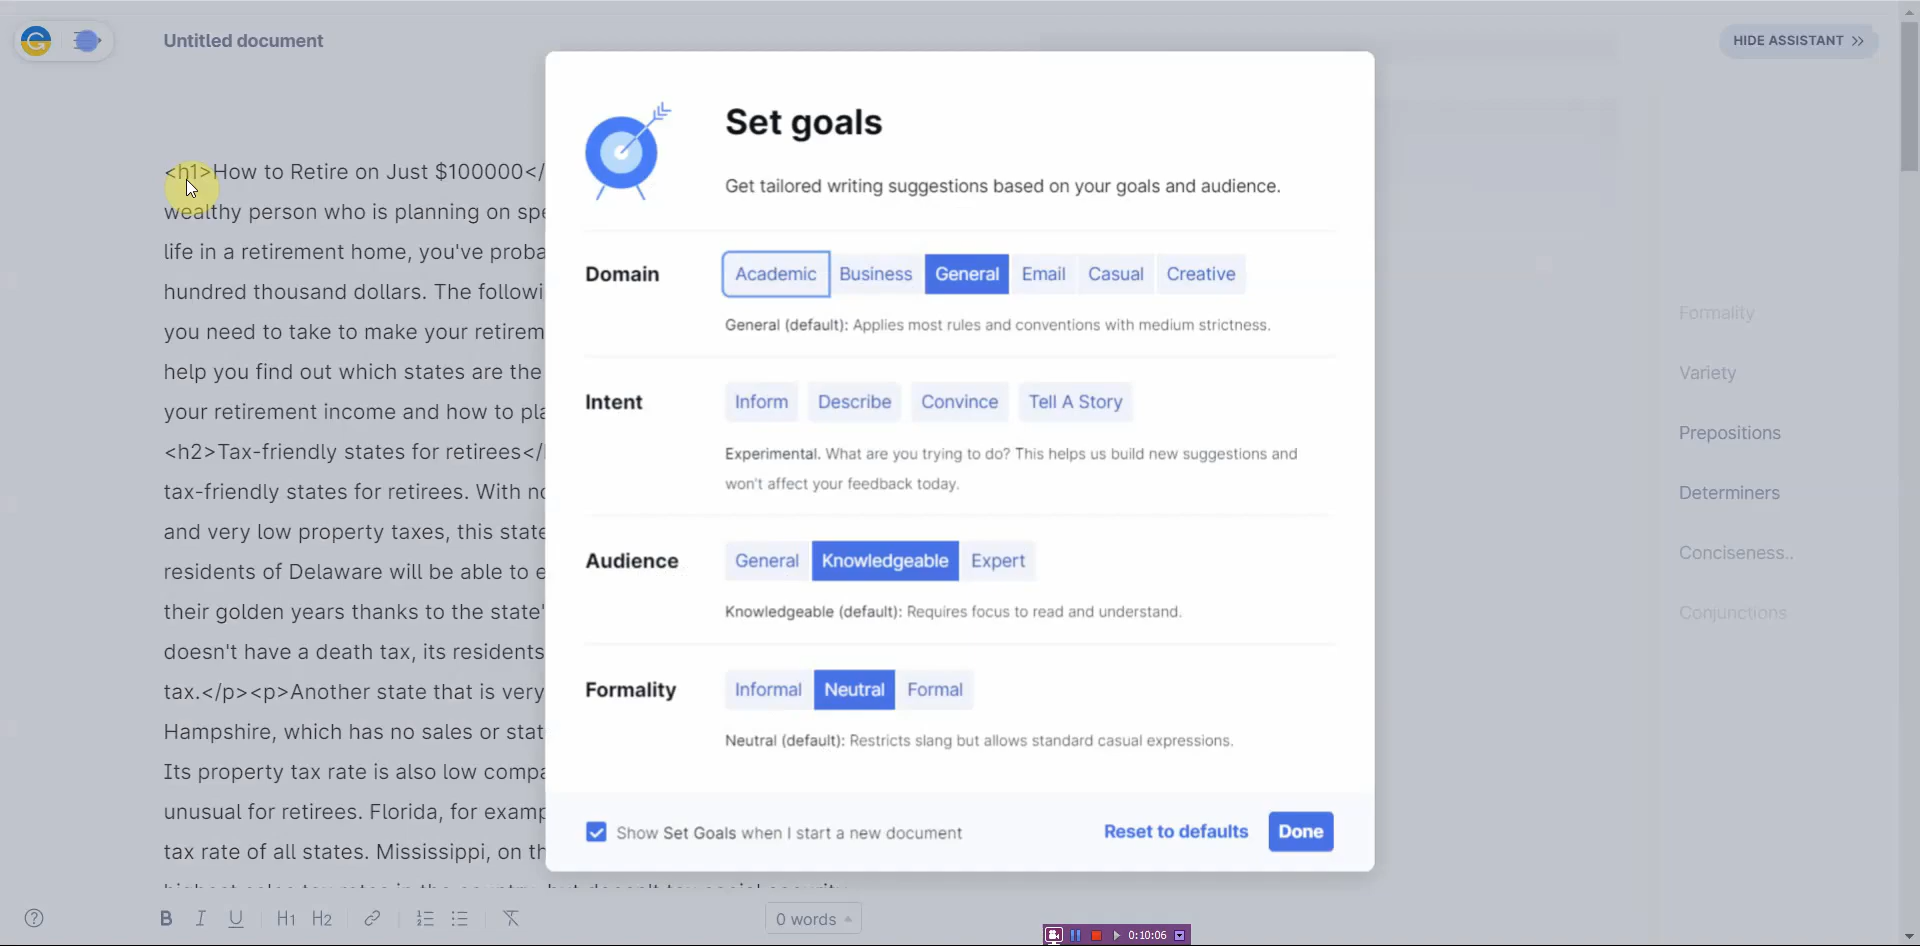 Untitled document
HIDE ASSISTANT
Set goals
Get tailored writing suggestions based on your goals and audience.
Domain
Academic Business General Email Casual Creative
General (default): Applies most rules and conventions with medium strictness.
Intent
Inform Describe Convince Tell A Story
Experimental. What are you trying to do? This helps us build new suggestions and
won't affect your feedback today.
Audience
General Knowledgeable Expert
Knowledgeable (default): Requires focus to read and understand.
Formality
Informal Neutral Formal
Neutral (default): Restricts slang but allows standard casual expressions.
Show Set Goals when I start a new document
Reset to defaults Done
<h1>How to Retire on Just $100000</
wealthy person who is planning on spe
life in a retirement home, you've proba
hundred thousand dollars. The followi
you need to take to make your retirem
help you find out which states are the
your retirement income and how to pla
<h2>Tax-friendly states for retirees</
tax-friendly states for retirees. With no
and very low property taxes, this state
residents of Delaware will be able to e
their golden years thanks to the state'
doesn't have a death tax, its residents
tax.</p><p>Another state that is very
Hampshire, which has no sales or stat
Its property tax rate is also low compa
unusual for retirees. Florida, for examp
tax rate of all states. Mississippi, on th
Formality
Variety
Prepositions
Determiners
Conciseness..
Conjunctions
B I U H1 H2
0 words
0:10:06